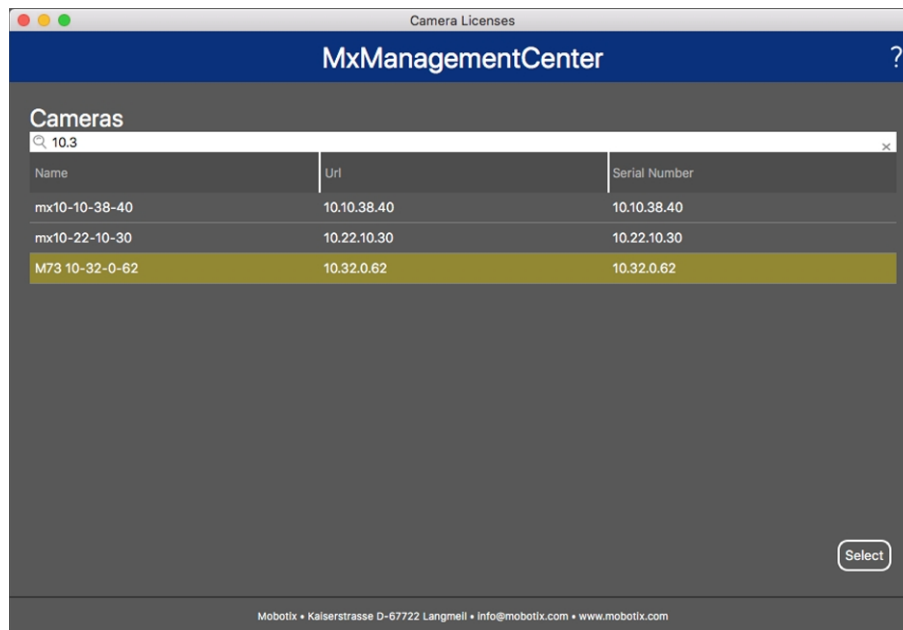 Camera Licenses
MxManagementCenter ?
Cameras
10.3 ×
Name Url Serial Number
mx10-10-38-40 10.10.38.40 10.10.38.40
mx10-22-10-30 10.22.10.30 10.22.10.30
M73 10-32-0-62 10.32.0.62 10.32.0.62
Select
Mobotix • Kaiserstrasse D-67722 Langmeil • info@mobotix.com • www.mobotix.com